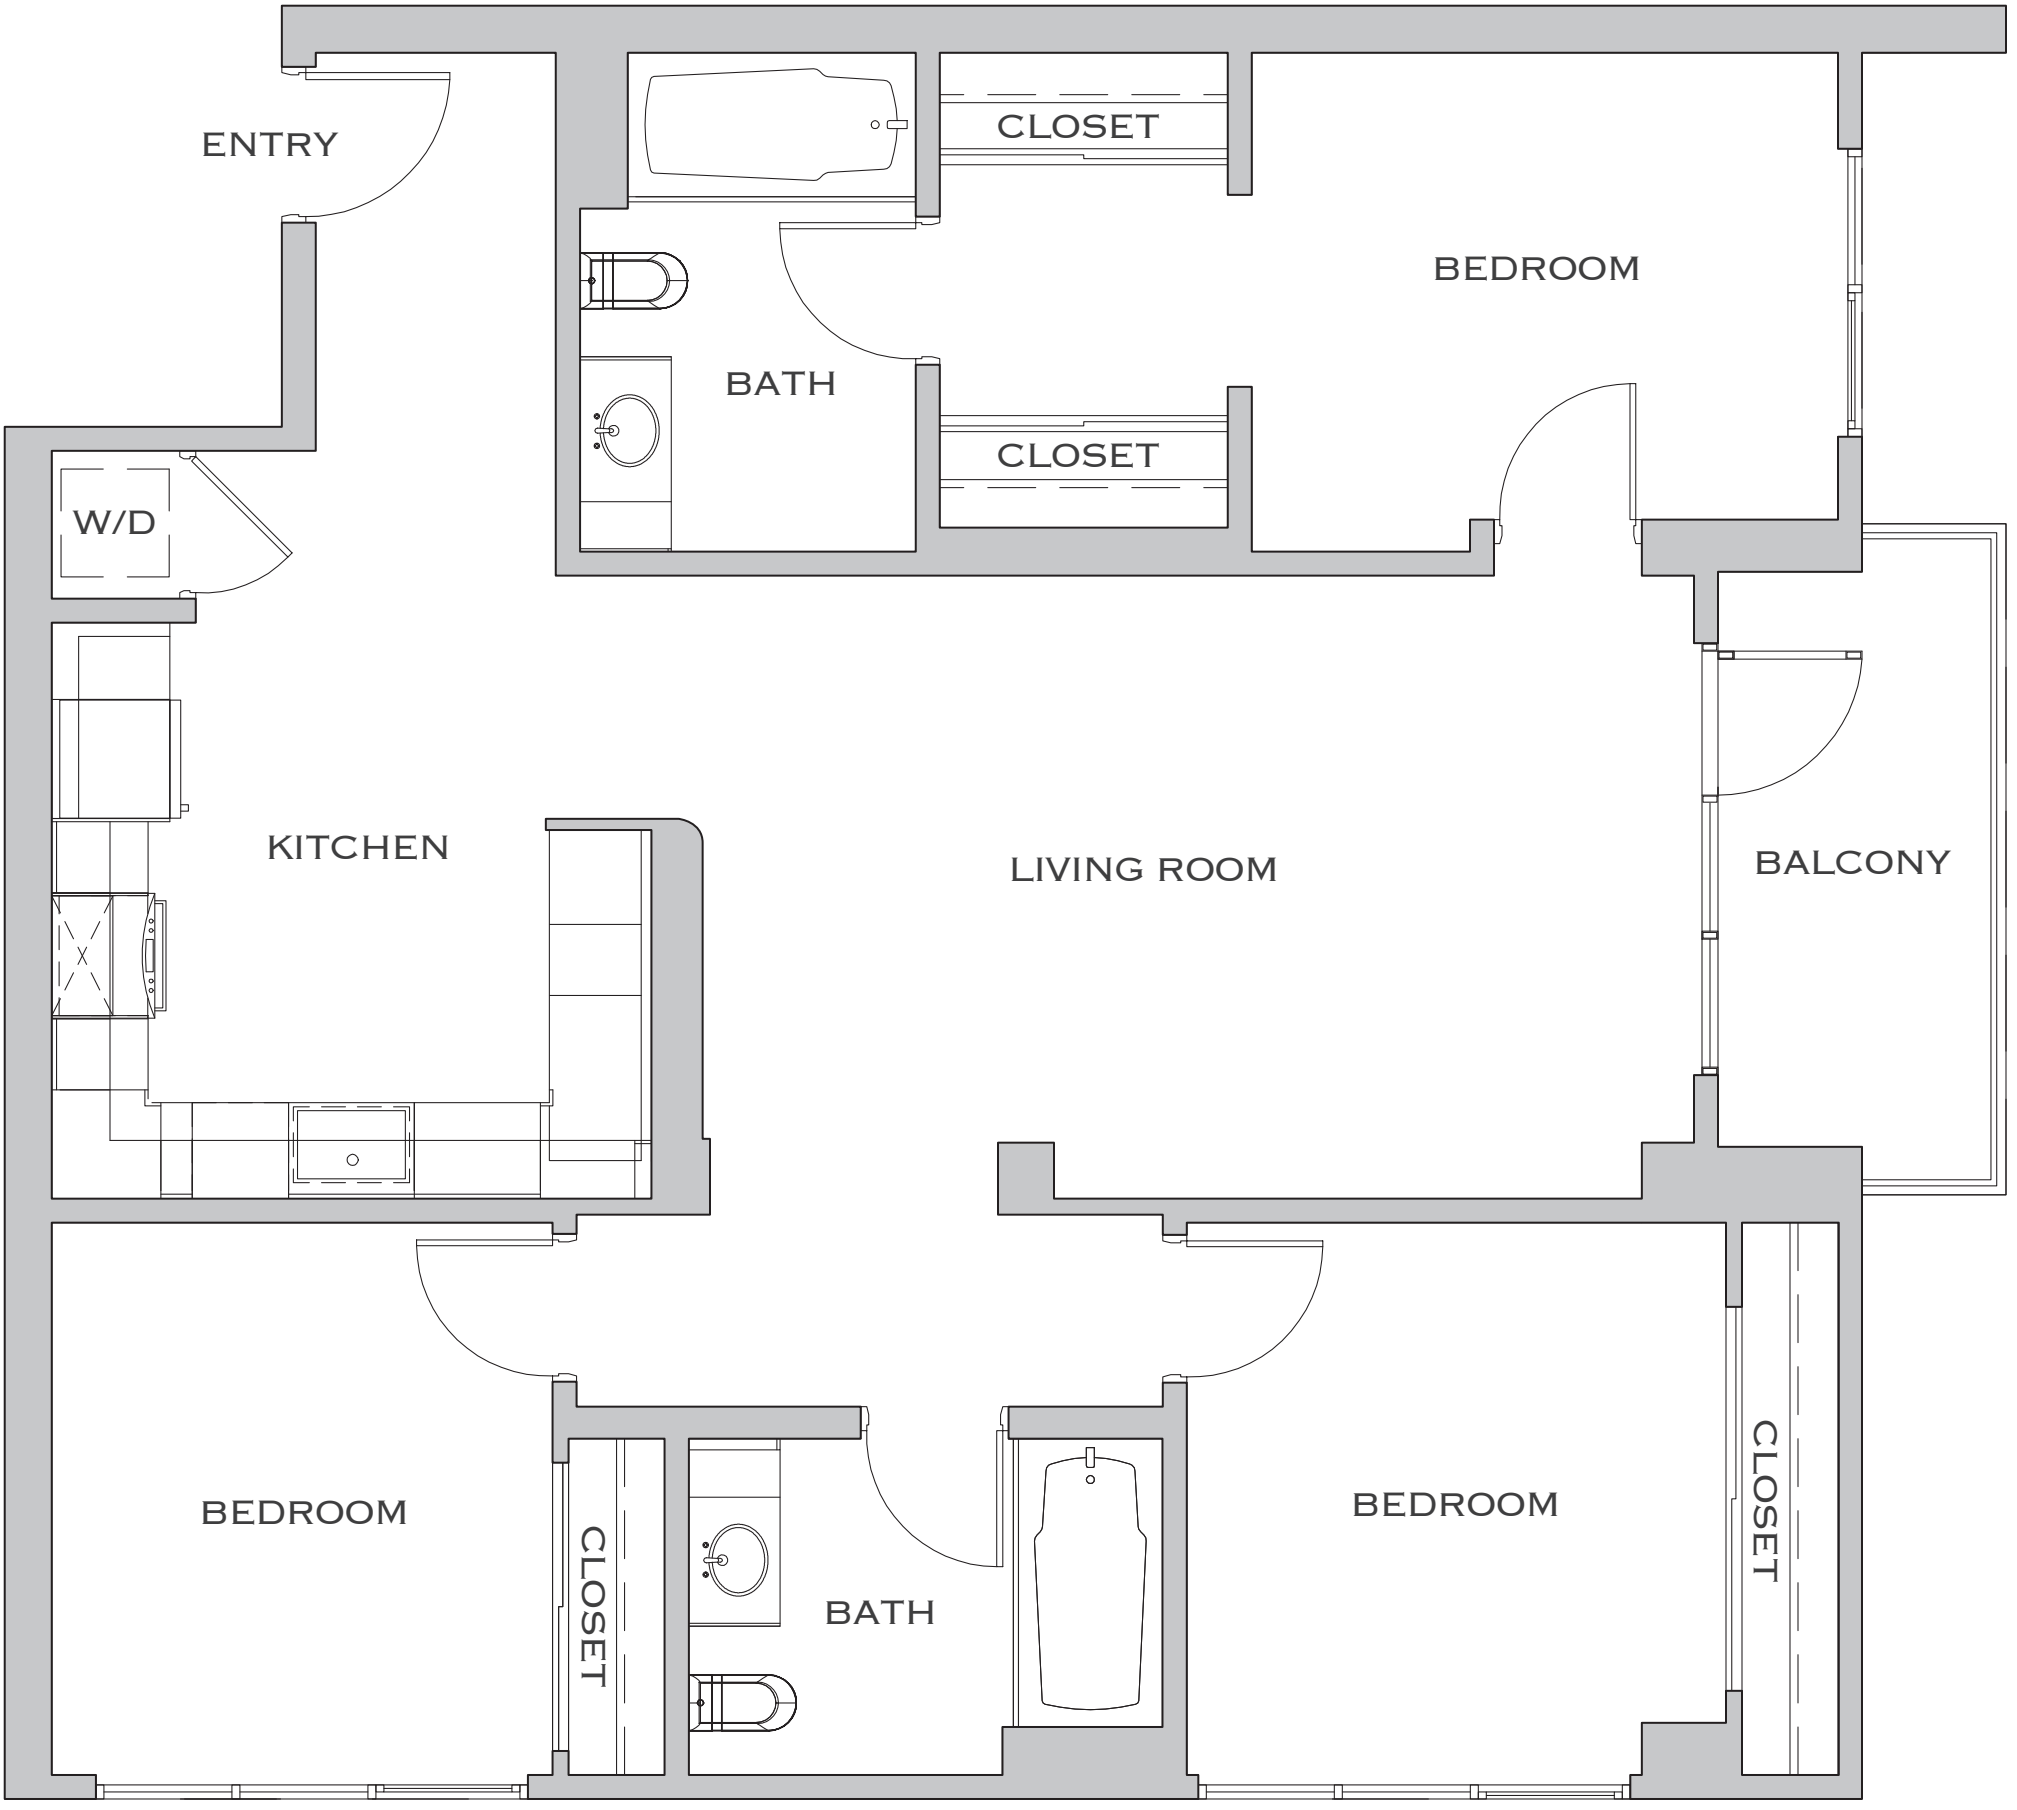 ENTRY
CLOSET
BEDROOM
BATH
CLOSET
W/D
KITCHEN
LIVING ROOM
BALCONY
BEDROOM
CLOSET
BATH
BEDROOM
CLOSET